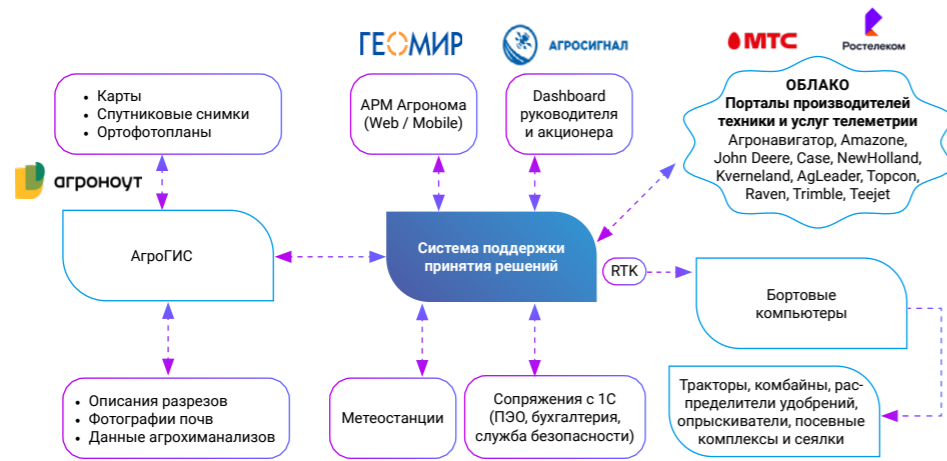 ГЕОМИР
АГРОСИГНАЛ
МТС
Ростелеком
• Карты
• Спутниковые снимки
• Ортофотопланы
АРМ Агронома
(Web / Mobile)
Dashboard
руководителя
и акционера
ОБЛАКО
Порталы производителей
техники и услуг телеметрии
Агронавигатор, Amazone,
John Deere, Case, NewHolland,
Kverneland, AgLeader, Topcon,
Raven, Trimble, Teejet
агроноут
АгроГИС
Система поддержки
принятия решений
RTK
Бортовые
компьютеры
• Описания разрезов
• Фотографии почв
• Данные агрохиманализов
Метеостанции
Сопряжения с 1С
(ПЭО, бухгалтерия,
служба безопасности)
Тракторы, комбайны, рас-
пределители удобрений,
опрыскиватели, посевные
комплексы и сеялки